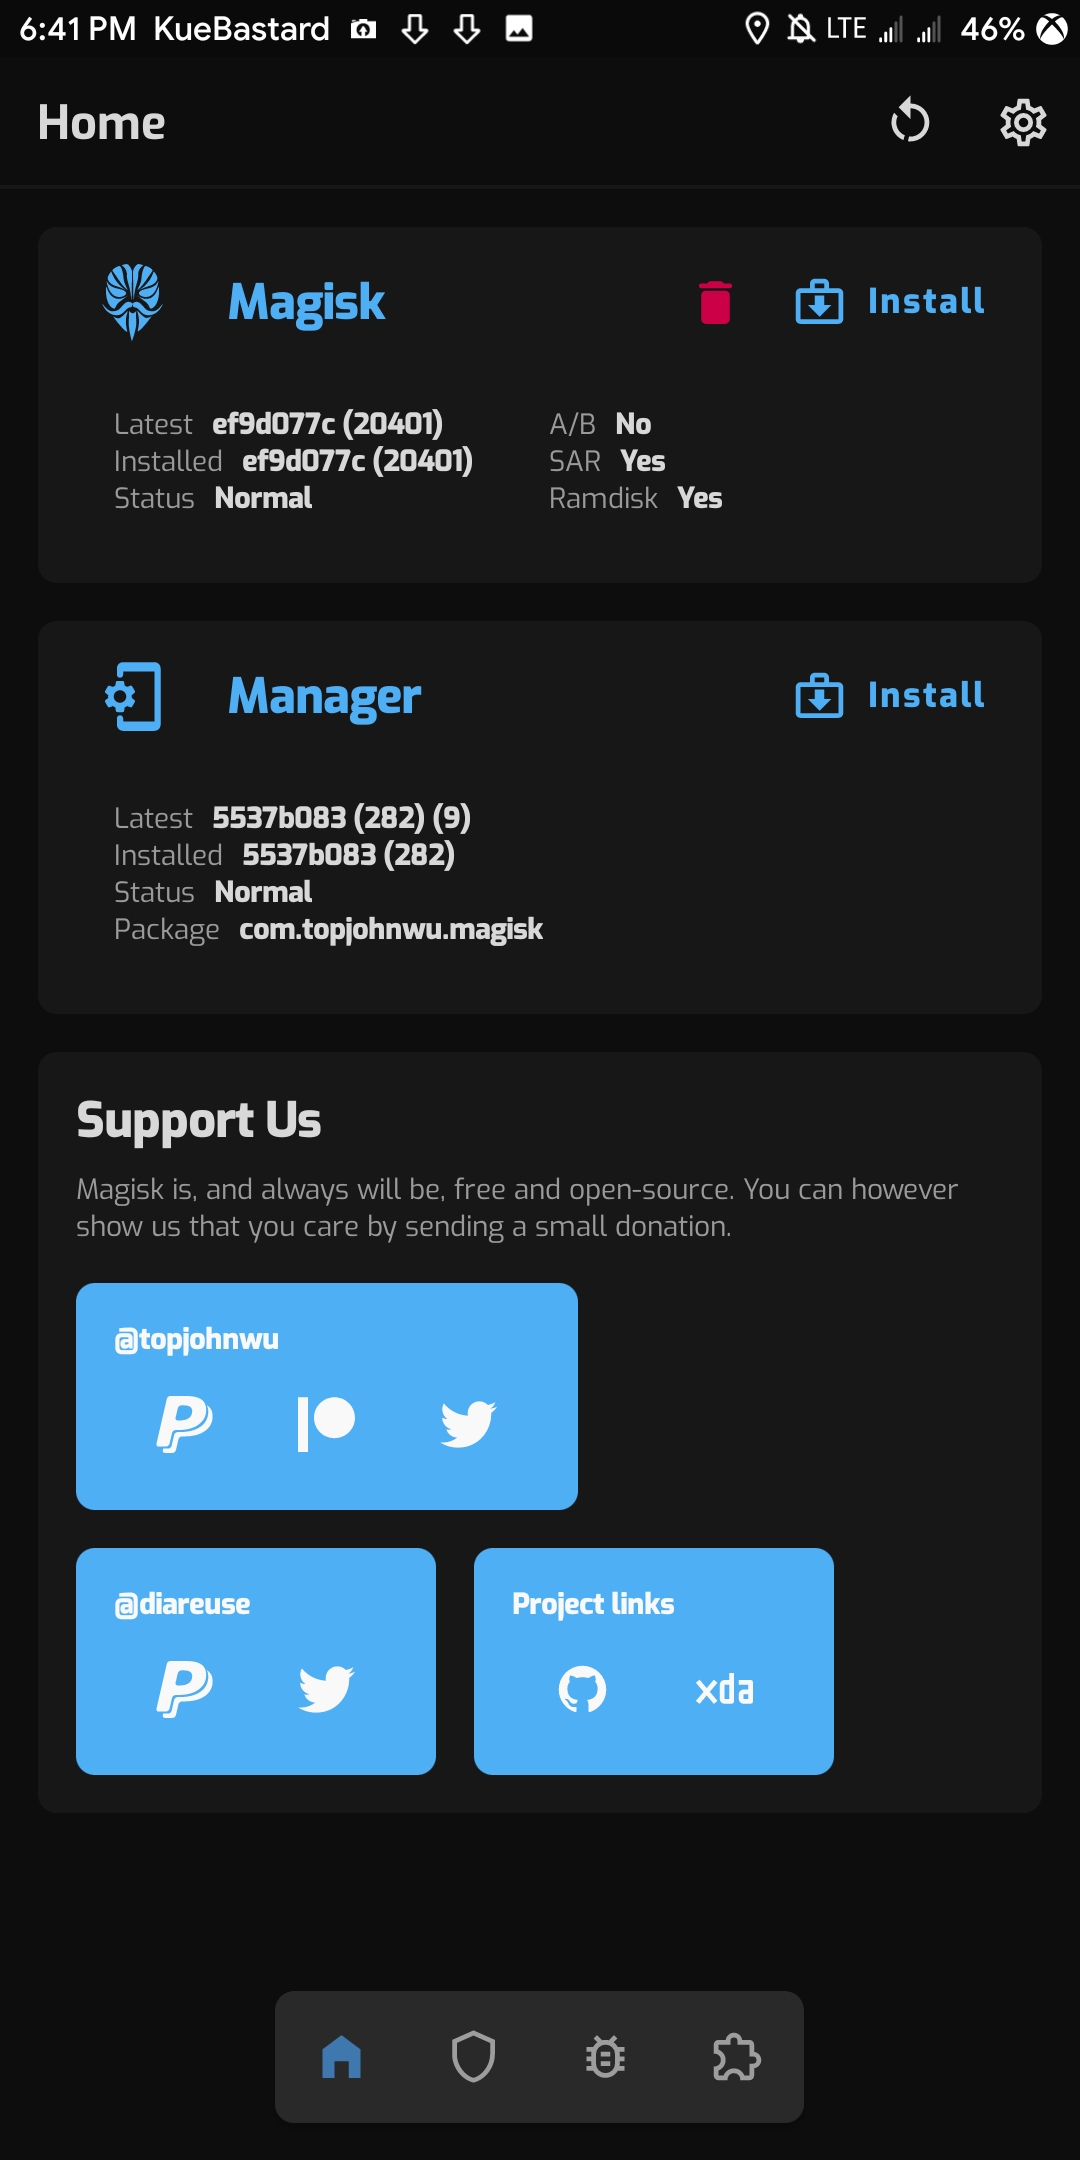 6:41 PM KueBastard LTE 46%
Home
Magisk Install
Latest ef9d077c (20401) A/B No
Installed ef9d077c (20401) SAR Yes
Status Normal Ramdisk Yes
Manager Install
Latest 5537b083 (282) (9)
Installed 5537b083 (282)
Status Normal
Package com.topjohnwu.magisk
Support Us
Magisk is, and always will be, free and open-source. You can however
show us that you care by sending a small donation.
@topjohnwu
@diareuse Project links
xda